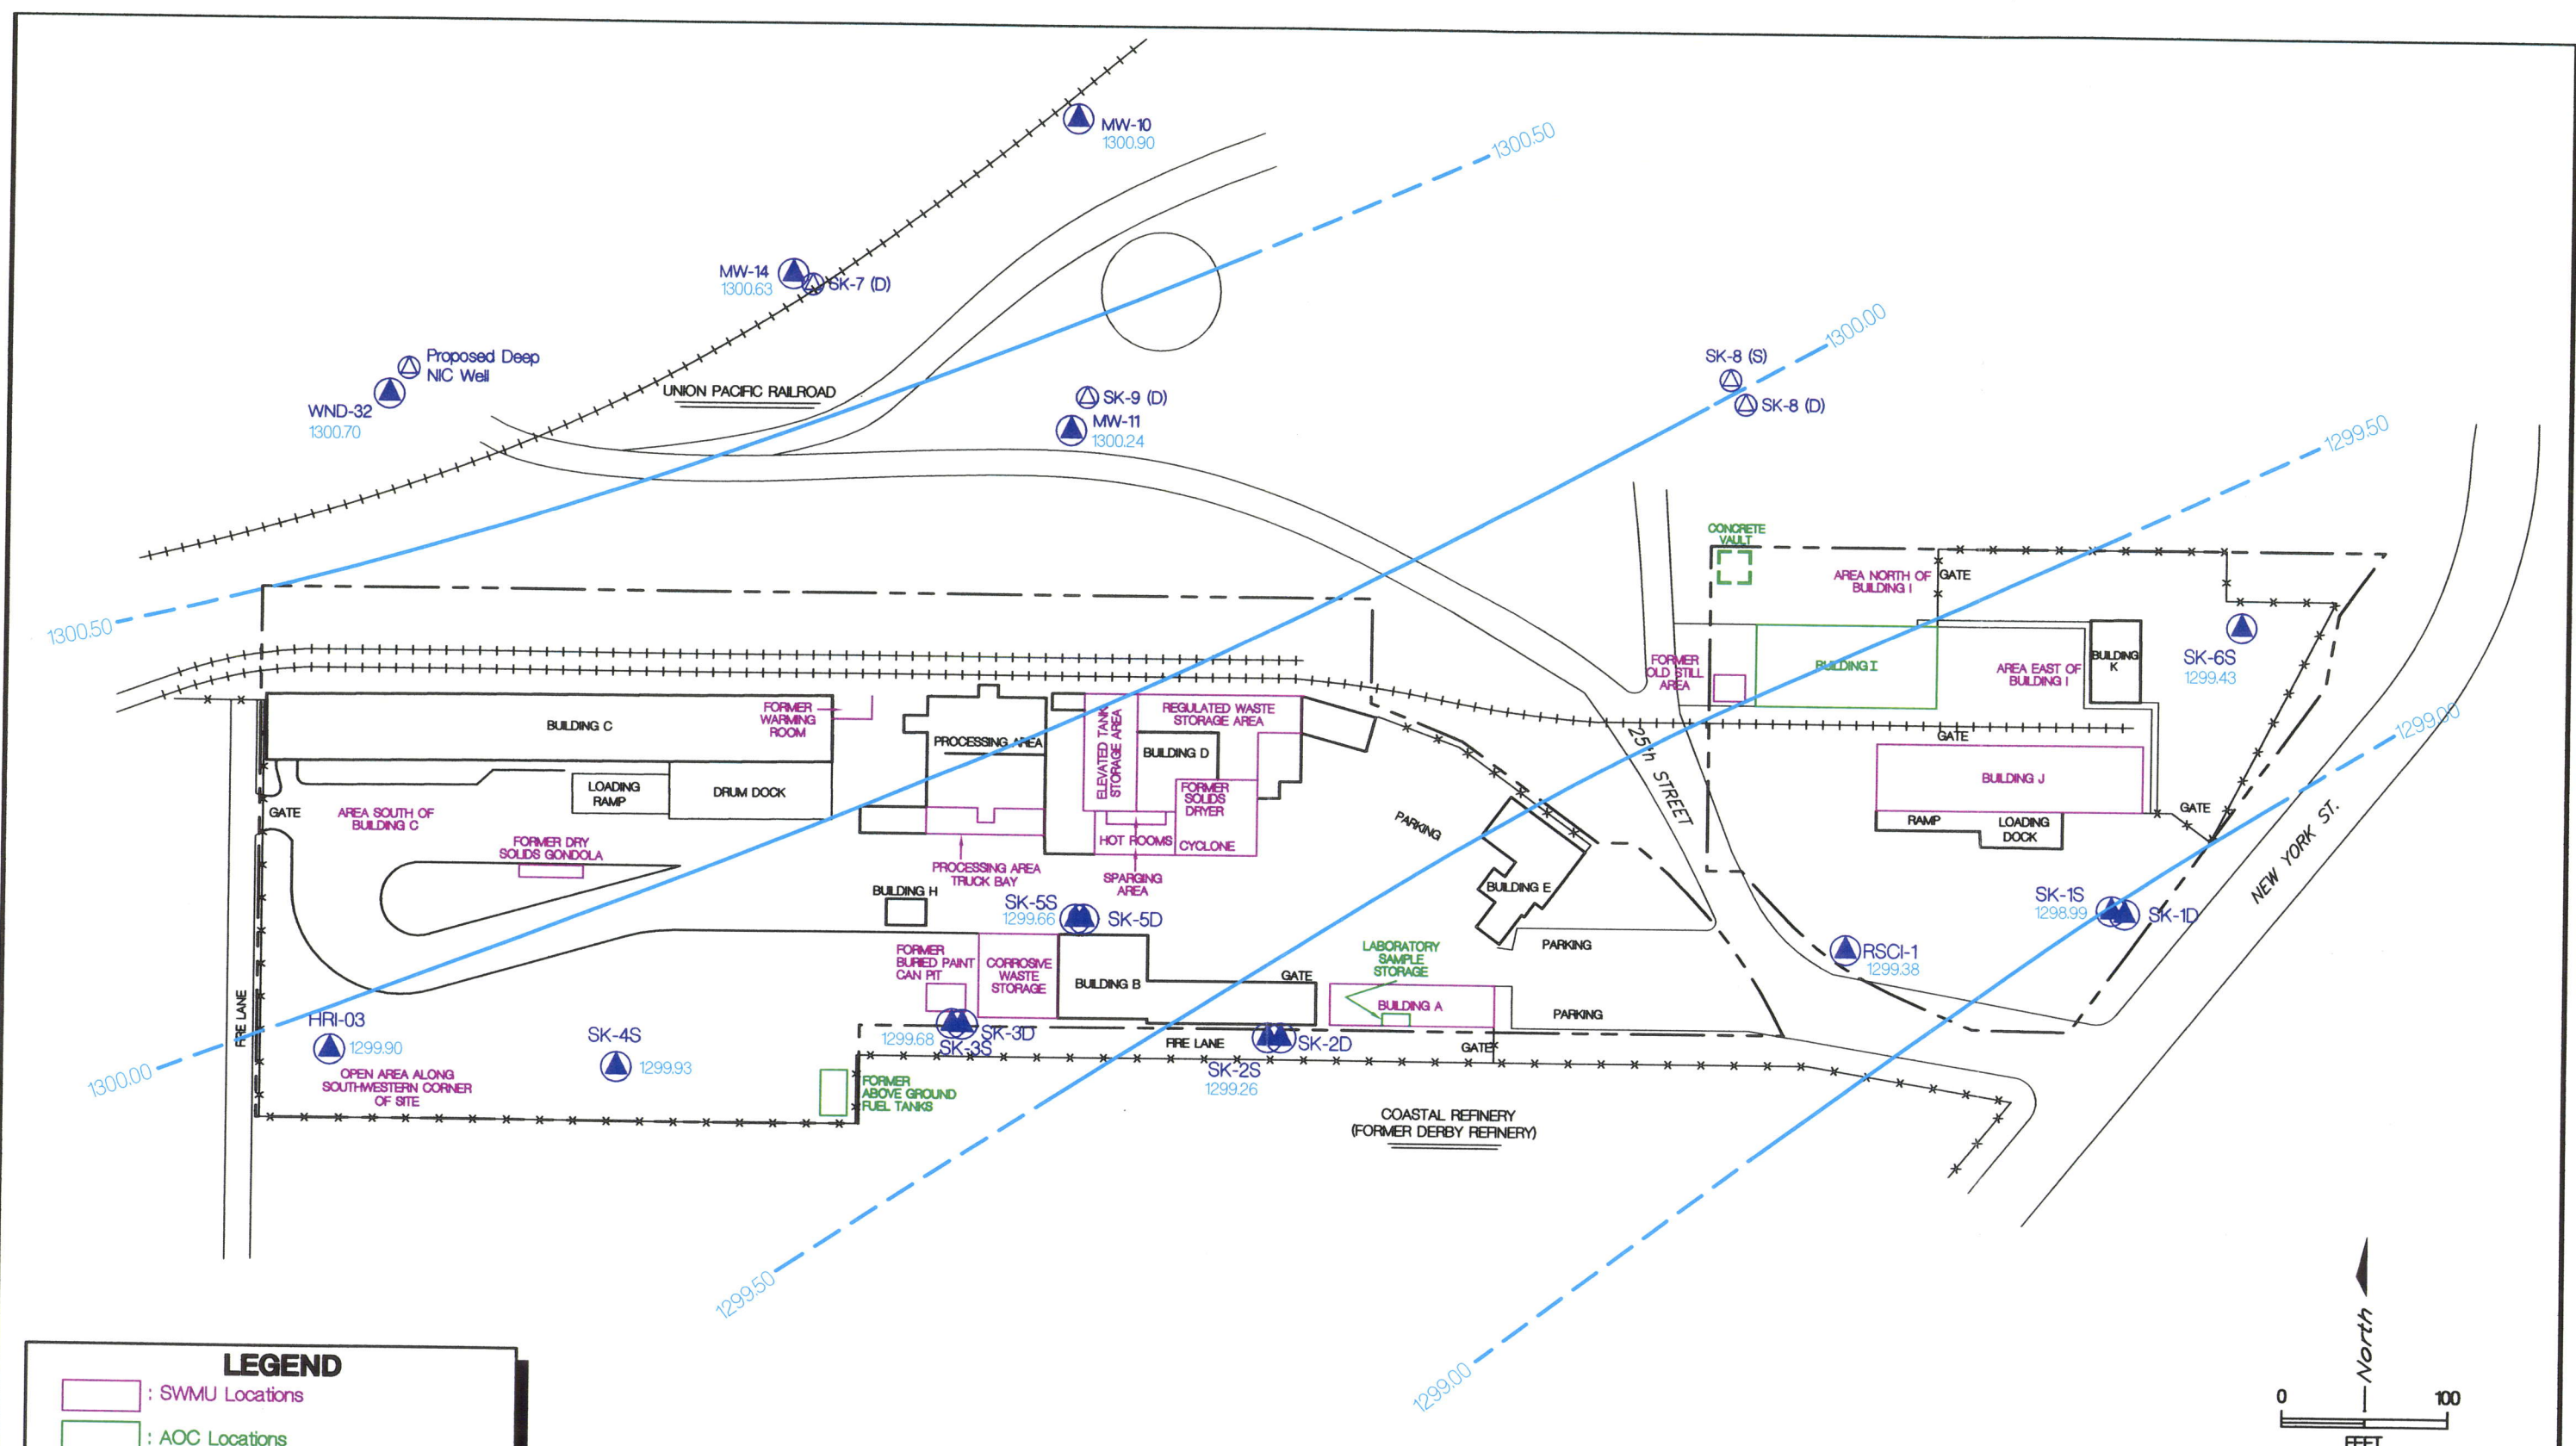 MW-10
1300.90
1300.50
MW-14
1300.63
SK-7 (D)
1300.00
Proposed Deep
NIC Well
WND-32
1300.70
UNION PACIFIC RAILROAD
SK-9 (D)
MW-11
1300.24
SK-8 (S)
SK-8 (D)
1299.50
CONCRETE
VAULT
AREA NORTH OF
BUILDING I
GATE
1300.50
FORMER
OLD STILL
AREA
BUILDING I
AREA EAST OF
BUILDING I
BUILDING
K
SK-6S
1299.43
1299.00
BUILDING C
FORMER
WARMING
ROOM
PROCESSING AREA
ELEVATED TANK
STORAGE AREA
REGULATED WASTE
STORAGE AREA
BUILDING D
25th STREET
GATE
BUILDING J
LOADING
RAMP
DRUM DOCK
FORMER
SOLIDS
DRYER
GATE
AREA SOUTH OF
BUILDING C
PARKING
GATE
RAMP
LOADING
DOCK
NEW YORK ST.
FORMER DRY
SOLIDS GONDOLA
HOT ROOMS
CYCLONE
PROCESSING AREA
TRUCK BAY
SPARGING
AREA
BUILDING H
BUILDING E
SK-5S
1299.66
SK-5D
SK-1S
1298.99
SK-1D
FORMER
BURIED PAINT
CAN PIT
CORROSIVE
WASTE
STORAGE
BUILDING B
GATE
LABORATORY
SAMPLE
STORAGE
BUILDING A
PARKING
RSCI-1
1299.38
FIRE LANE
HRI-03
1299.90
SK-4S
1299.93
1299.68
SK-3D
SK-3S
FIRE LANE
SK-2D
SK-2S
1299.26
GATE
PARKING
1300.00
OPEN AREA ALONG
SOUTHWESTERN CORNER
OF SITE
FORMER
ABOVE GROUND
FUEL TANKS
COASTAL REFINERY
(FORMER DERBY REFINERY)
1299.50
1299.00
North
0
100
FEET
LEGEND
: SWMU Locations
: AOC Locations